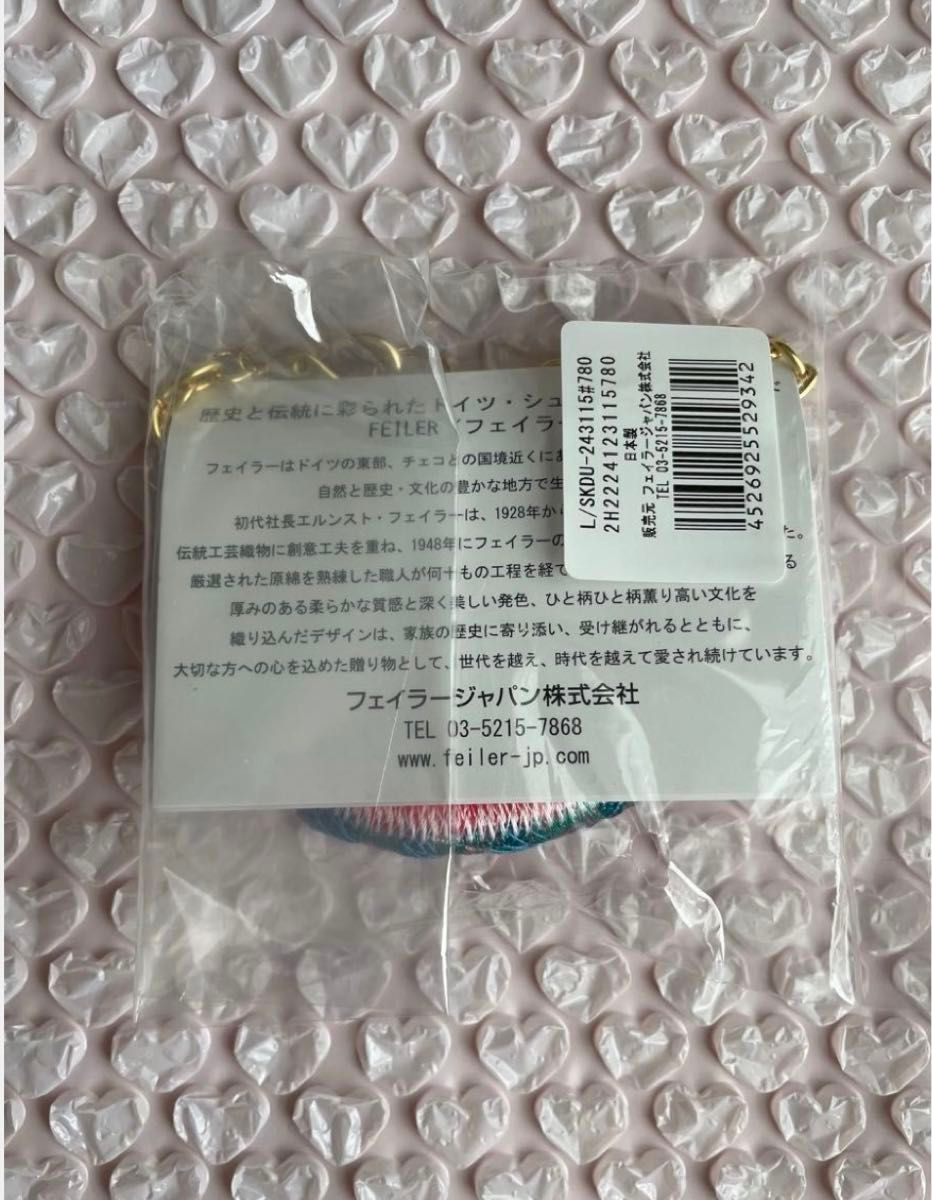 歴史と伝統に彩られたドイツ・シュ
FEILER（フェイラー
フェイラーはドイツの東部、チェコとの国境近くにあ
自然と歴史・文化の豊かな地方で生
初代社長エルンスト・フェイラーは、1928年から
伝統工芸織物に創意工夫を重ね、1948年にフェイラーの た。
厳選された原綿を熟練した職人が何十もの工程を経て る
厚みのある柔らかな質感と深く美しい発色、ひと柄ひと柄薫り高い文化を
織り込んだデザインは、家族の歴史に寄り添い、受け継がれるとともに、
大切な方への心を込めた贈り物として、世代を越え、時代を越えて愛され続けています。
フェイラージャパン株式会社
TEL 03-5215-7868
www.feiler-jp.com
L/SKDU-243115#780
2H22241231157​80
日本製
販売元 フェイラージャパン株式会社
TEL 03-5215-7868
4526925529342